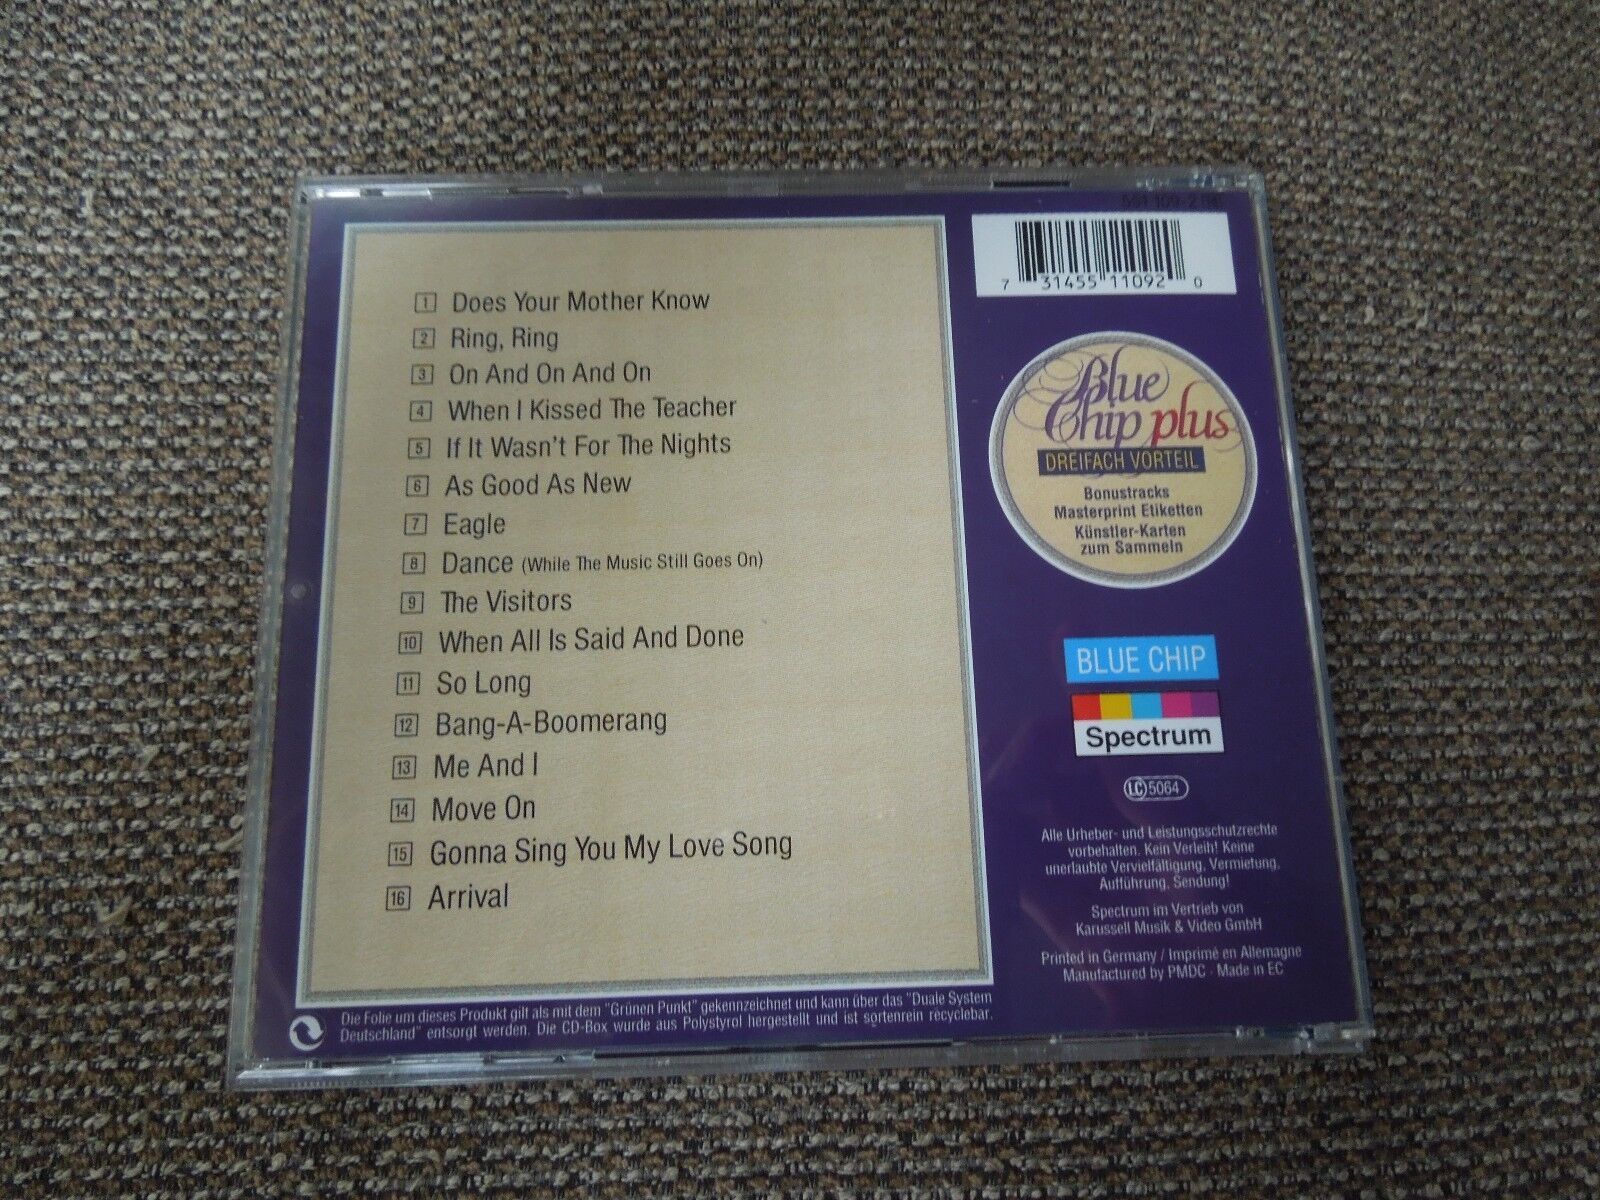 1 Does Your Mother Know
2 Ring, Ring
3 On And On And On
4 When I Kissed The Teacher
5 If It Wasn't For The Nights
6 As Good As New
7 Eagle
8 Dance (While The Music Still Goes On)
9 The Visitors
10 When All Is Said And Done
11 So Long
12 Bang-A-Boomerang
13 Me And I
14 Move On
15 Gonna Sing You My Love Song
16 Arrival
7 31455 11092 0
Blue
Chip plus
DREIFACH VORTEIL
Bonustracks
Masterprint Etiketten
Künstler-Karten
zum Sammeln
BLUE CHIP
Spectrum
LC 5064
Alle Urheber- und Leistungsschutzrechte
vorbehalten. Kein Verleih! Keine
unerlaubte Vervielfältigung, Vermietung,
Aufführung, Sendung!
Spectrum im Vertrieb von
Karussell Musik & Video GmbH
Printed in Germany / Imprimé en Allemagne
Manufactured by PMDC · Made in EC
Die Folie um dieses Produkt gilt als mit dem "Grünen Punkt" gekennzeichnet und kann über das "Duale System
Deutschland" entsorgt werden. Die CD-Box wurde aus Polystyrol hergestellt und ist sortenrein recyclebar.